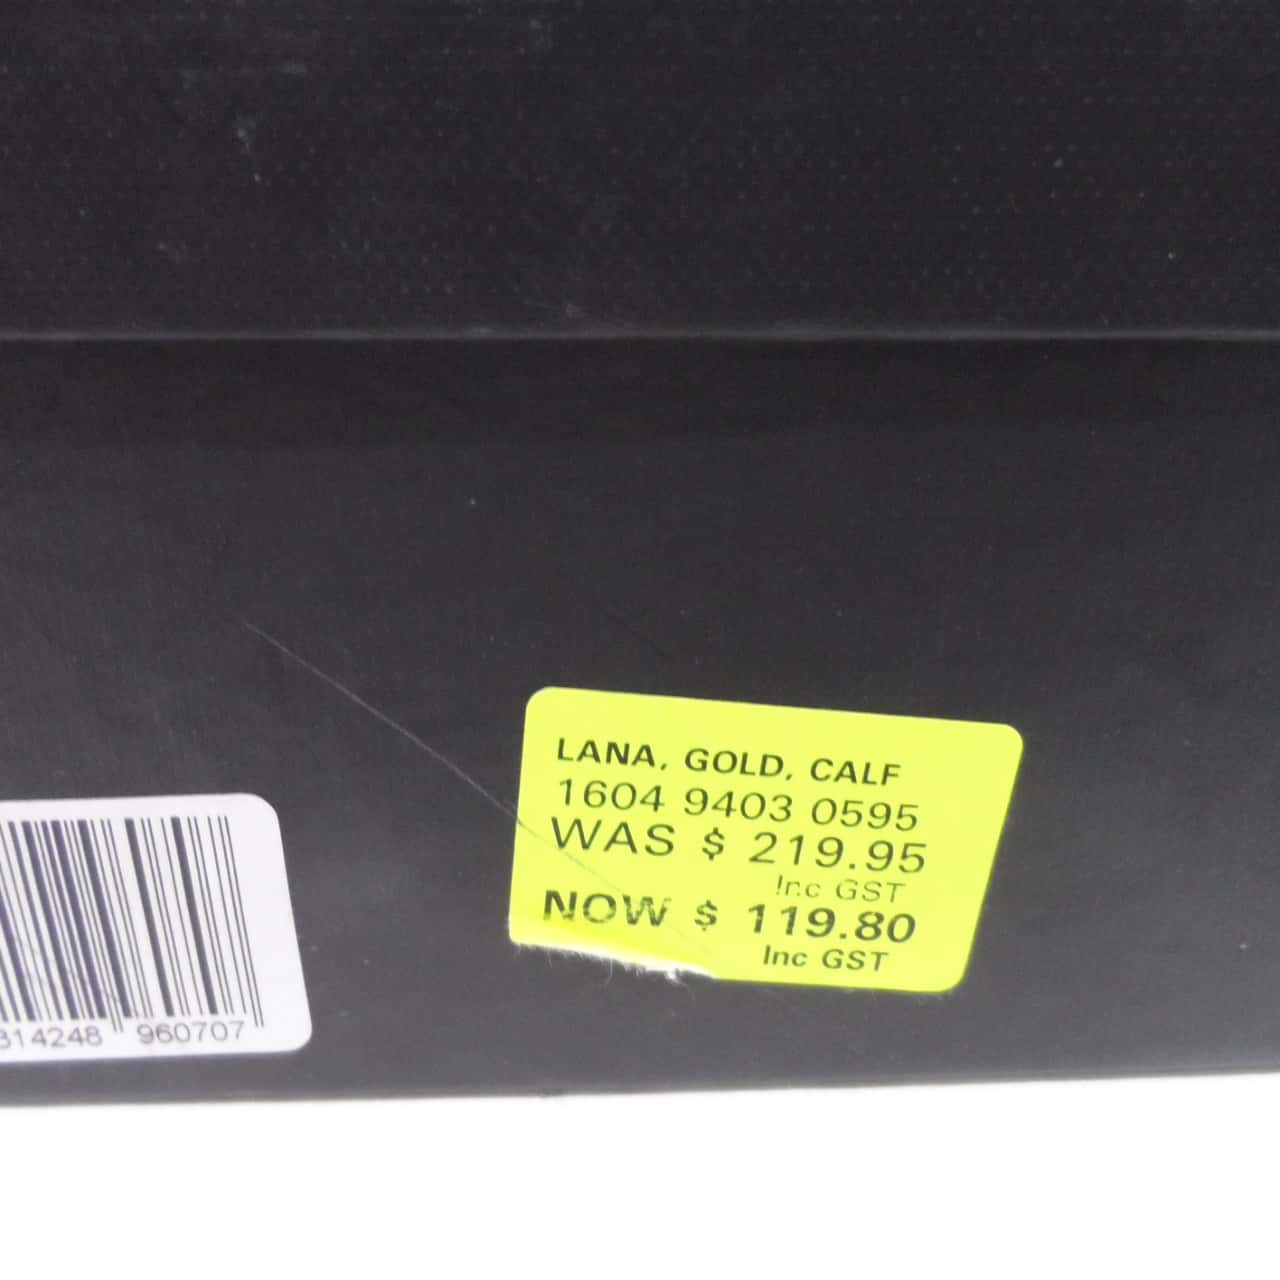 LANA, GOLD, CALF
1604 9403 0595
WAS $ 219.95
Inc GST
NOW $ 119.80
Inc GST
314248 960707